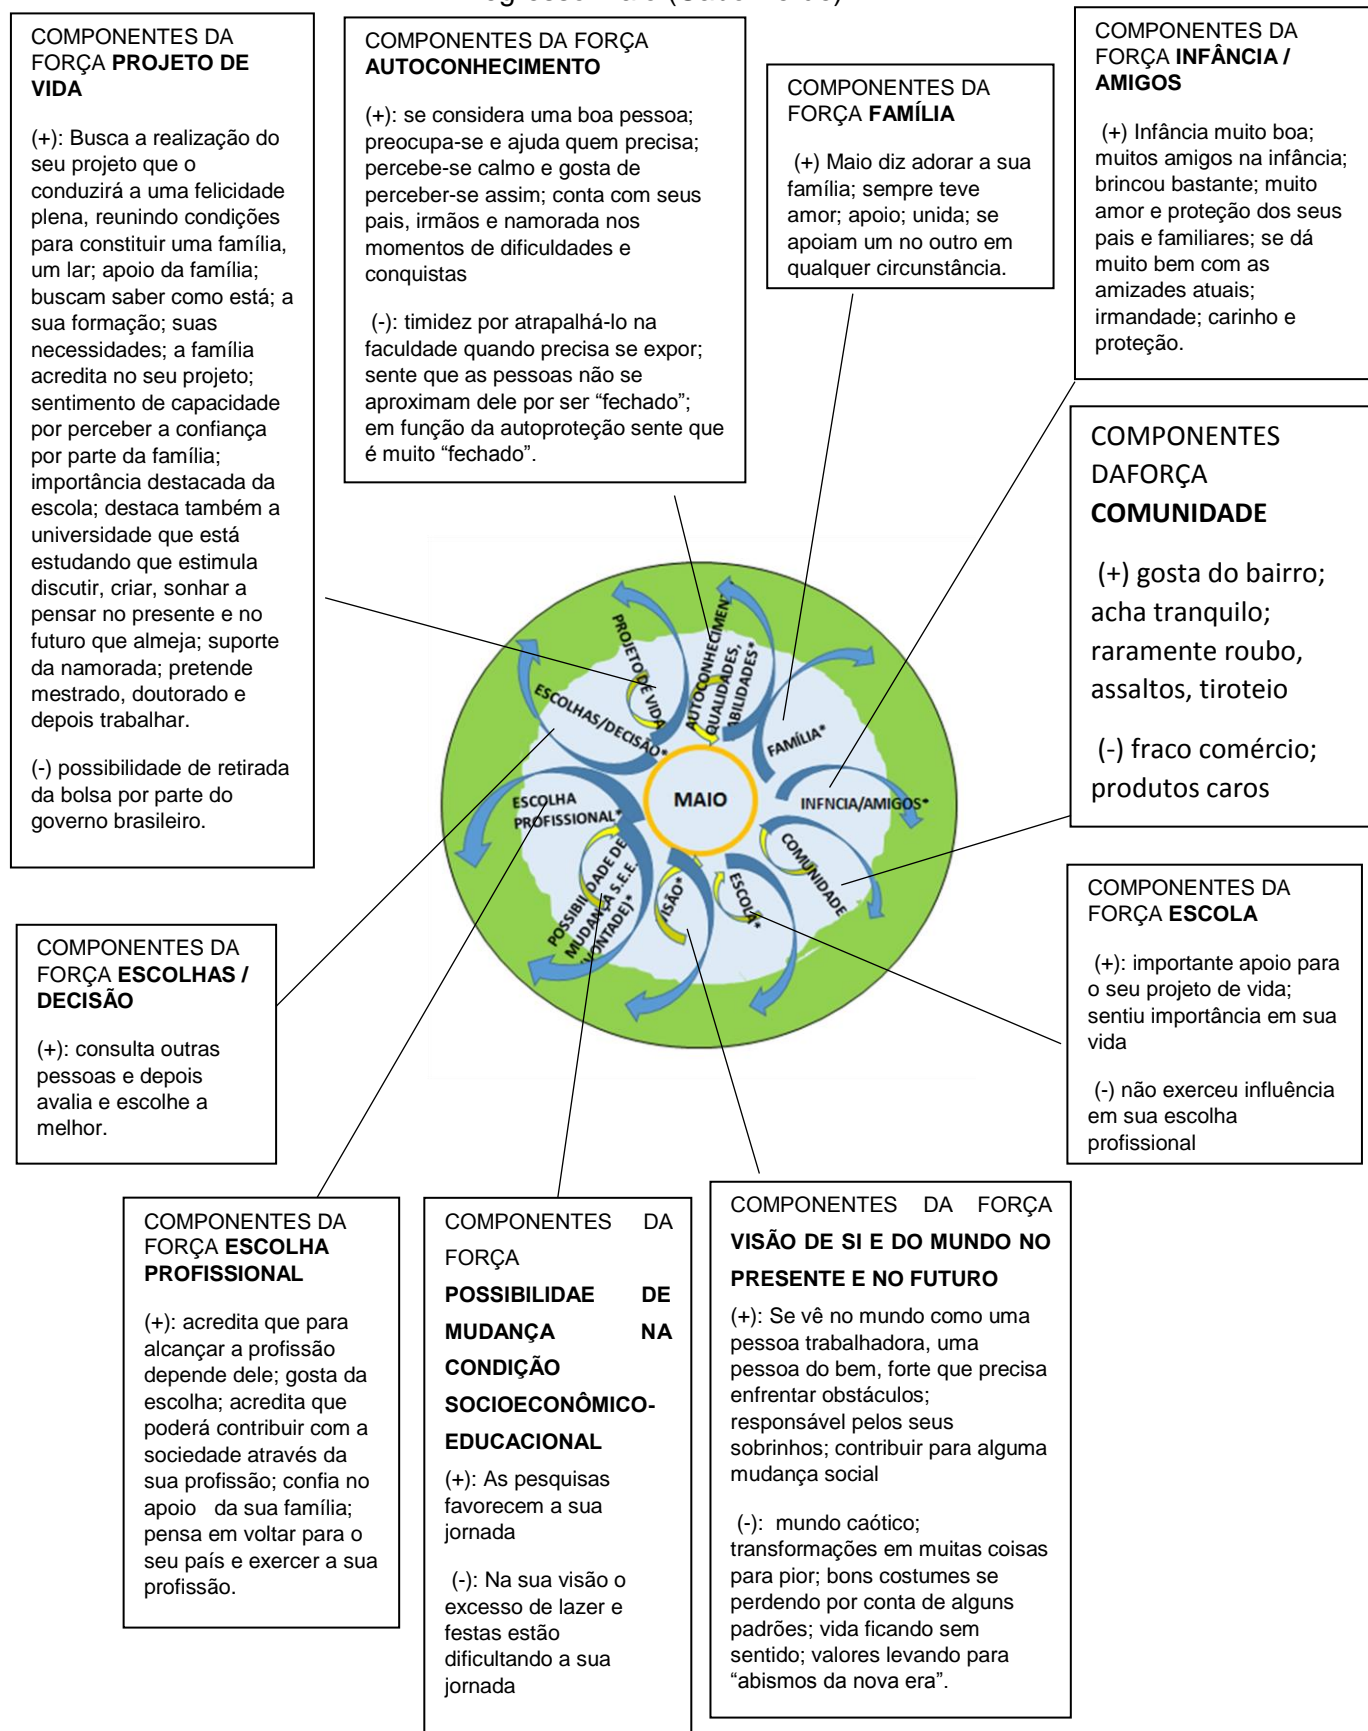 COMPONENTES DA
FORÇA PROJETO DE
VIDA
(+): Busca a realização do
seu projeto que o
conduzirá a uma felicidade
plena, reunindo condições
para constituir uma família,
um lar; apoio da família;
buscam saber como está; a
sua formação; suas
necessidades; a família
acredita no seu projeto;
sentimento de capacidade
por perceber a confiança
por parte da família;
importância destacada da
escola; destaca também a
universidade que está
estudando que estimula
discutir, criar, sonhar a
pensar no presente e no
futuro que almeja; suporte
da namorada; pretende
mestrado, doutorado e
depois trabalhar.
(-) possibilidade de retirada
da bolsa por parte do
governo brasileiro.
COMPONENTES DA FORÇA
AUTOCONHECIMENTO
(+): se considera uma boa pessoa;
preocupa-se e ajuda quem precisa;
percebe-se calmo e gosta de
perceber-se assim; conta com seus
pais, irmãos e namorada nos
momentos de dificuldades e
conquistas
(-): timidez por atrapalhá-lo na
faculdade quando precisa se expor;
sente que as pessoas não se
aproximam dele por ser “fechado”;
em função da autoproteção sente que
é muito “fechado”.
COMPONENTES DA
FORÇA FAMÍLIA
(+) Maio diz adorar a sua
família; sempre teve
amor; apoio; unida; se
apoiam um no outro em
qualquer circunstância.
COMPONENTES DA
FORÇA INFÂNCIA /
AMIGOS
(+) Infância muito boa;
muitos amigos na infância;
brincou bastante; muito
amor e proteção dos seus
pais e familiares; se dá
muito bem com as
amizades atuais;
irmandade; carinho e
proteção.
COMPONENTES
DAFORÇA
COMUNIDADE
(+) gosta do bairro;
acha tranquilo;
raramente roubo,
assaltos, tiroteio
(-) fraco comércio;
produtos caros
PROJETO DE VIDA
AUTOCONHECIMENT
QUALIDADES,
ABILIDADES*
ESCOLHAS/DECISÃO*
FAMÍLIA*
ESCOLHA
PROFISSIONAL*
MAIO
INFNCIA/AMIGOS*
COMUNIDADE
POSSIBILIDADE DE
MUDANÇA S.E.E.
VONTADE)*
VISÃO*
ESCOLA*
COMPONENTES DA
FORÇA ESCOLHAS /
DECISÃO
(+): consulta outras
pessoas e depois
avalia e escolhe a
melhor.
COMPONENTES DA
FORÇA ESCOLA
(+): importante apoio para
o seu projeto de vida;
sentiu importância em sua
vida
(-) não exerceu influência
em sua escolha
profissional
COMPONENTES DA
FORÇA ESCOLHA
PROFISSIONAL
(+): acredita que para
alcançar a profissão
depende dele; gosta da
escolha; acredita que
poderá contribuir com a
sociedade através da
sua profissão; confia no
apoio da sua família;
pensa em voltar para o
seu país e exercer a sua
profissão.
COMPONENTES DA
FORÇA
POSSIBILIDAE DE
MUDANÇA NA
CONDIÇÃO
SOCIOECONÔMICO-
EDUCACIONAL
(+): As pesquisas
favorecem a sua
jornada
(-): Na sua visão o
excesso de lazer e
festas estão
dificultando a sua
jornada
COMPONENTES DA FORÇA
VISÃO DE SI E DO MUNDO NO
PRESENTE E NO FUTURO
(+): Se vê no mundo como uma
pessoa trabalhadora, uma
pessoa do bem, forte que precisa
enfrentar obstáculos;
responsável pelos seus
sobrinhos; contribuir para alguma
mudança social
(-): mundo caótico;
transformações em muitas coisas
para pior; bons costumes se
perdendo por conta de alguns
padrões; vida ficando sem
sentido; valores levando para
“abismos da nova era”.